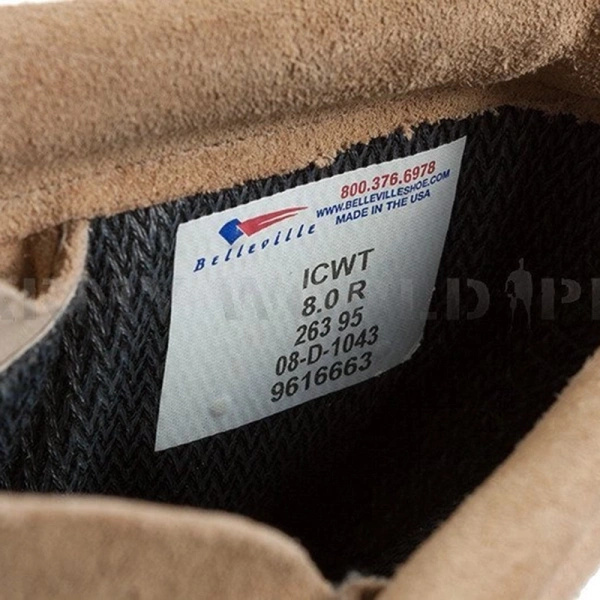 800.376.6978
WWW.BELLEVILLESHOE.COM
MADE IN THE USA
Belleville
ICWT
8.0 R
263 95
08-D-1043
9616663
WORLD